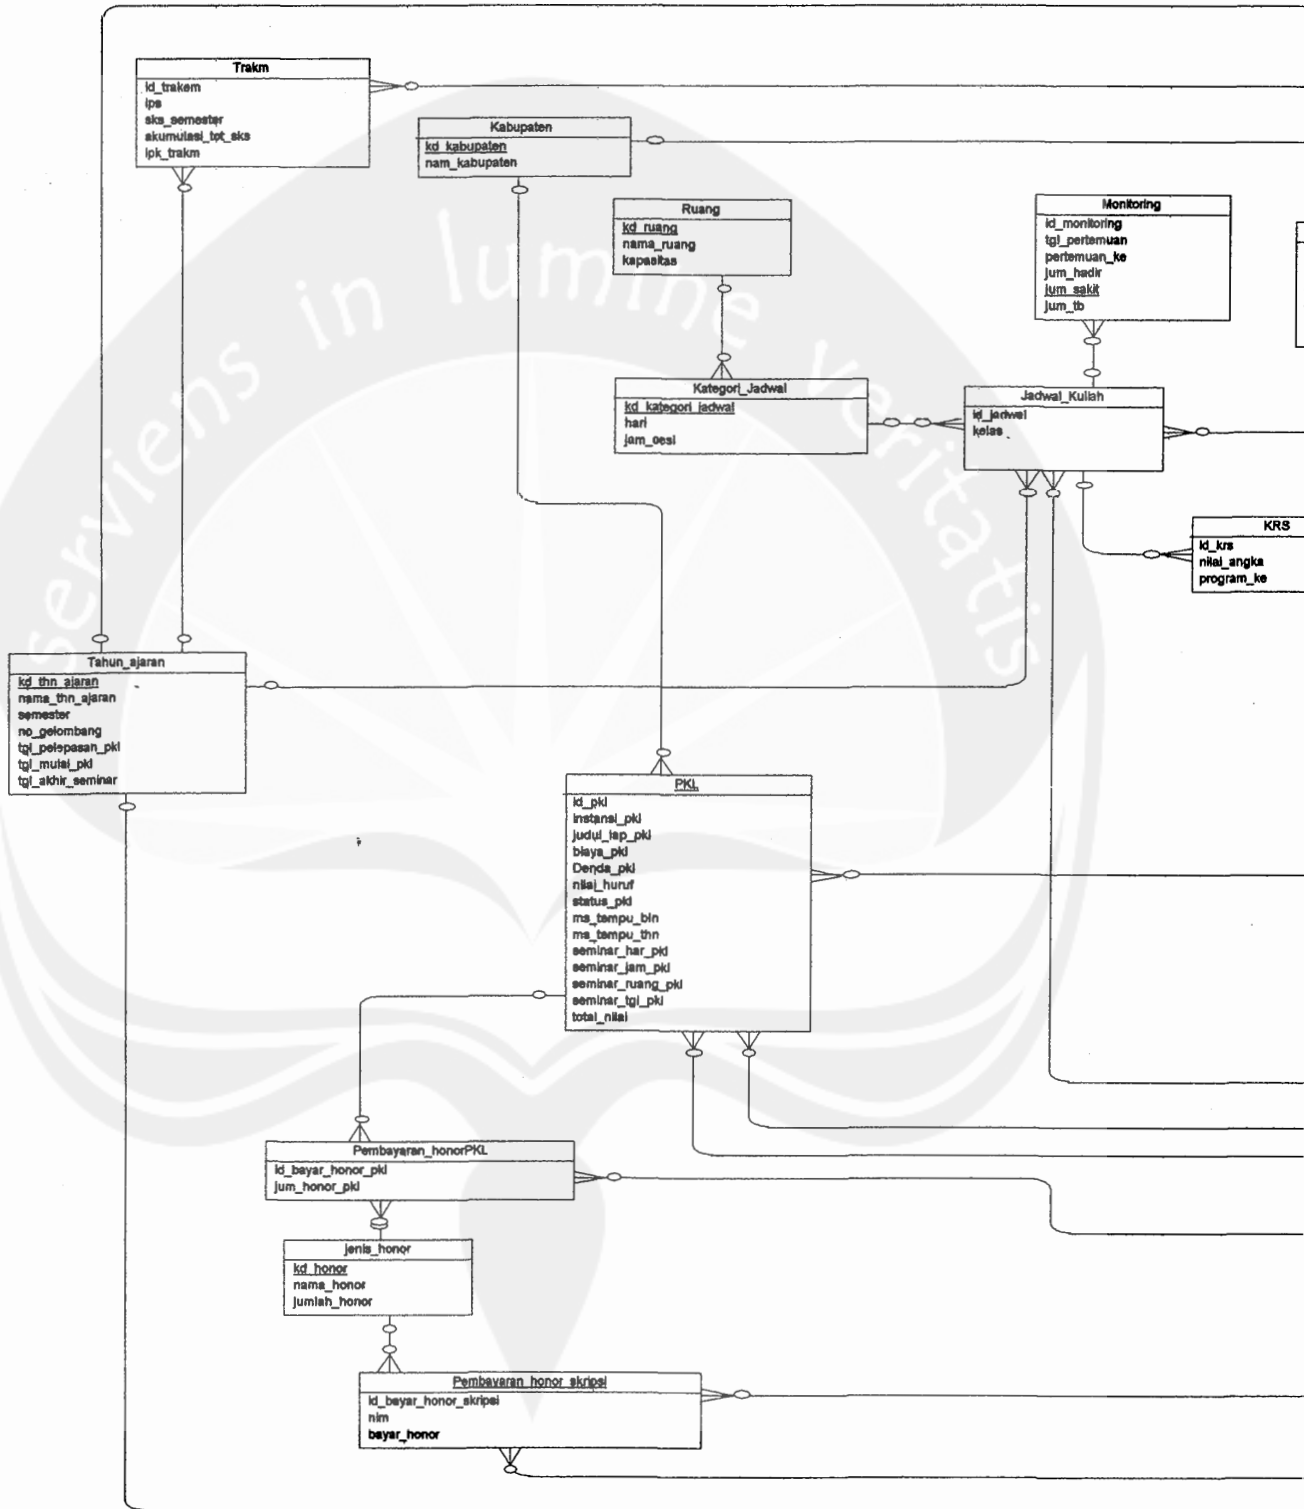 Trakm
id_trakem
ips
sks_semester
akumulasi_tot_sks
ipk_trakm
Kabupaten
kd_kabupaten
nam_kabupaten
Ruang
kd_ruang
nama_ruang
kapasitas
Monitoring
id_monitoring
tgl_pertemuan
pertemuan_ke
jum_hadir
jum_sakit
jum_tb
Kategori_Jadwal
kd_kategori_jadwal
hari
jam_sesi
Jadwal_Kuliah
id_jadwal
kelas
KRS
id_krs
nilai_angka
program_ke
Tahun_ajaran
kd_thn_ajaran
nama_thn_ajaran
semester
no_gelombang
tgl_pelepasan_pkl
tgl_mulai_pkl
tgl_akhir_seminar
PKL
id_pkl
instansi_pkl
judul_lap_pkl
biaya_pkl
Denda_pkl
nilai_huruf
status_pkl
ms_tempu_bln
ms_tempu_thn
seminar_har_pkl
seminar_jam_pkl
seminar_ruang_pkl
seminar_tgl_pkl
total_nilai
Pembayaran_honorPKL
id_bayar_honor_pkl
jum_honor_pkl
jenis_honor
kd_honor
nama_honor
jumlah_honor
Pembayaran_honor_skripsi
id_bayar_honor_skripsi
nim
bayar_honor
serviens in lumine veritatis